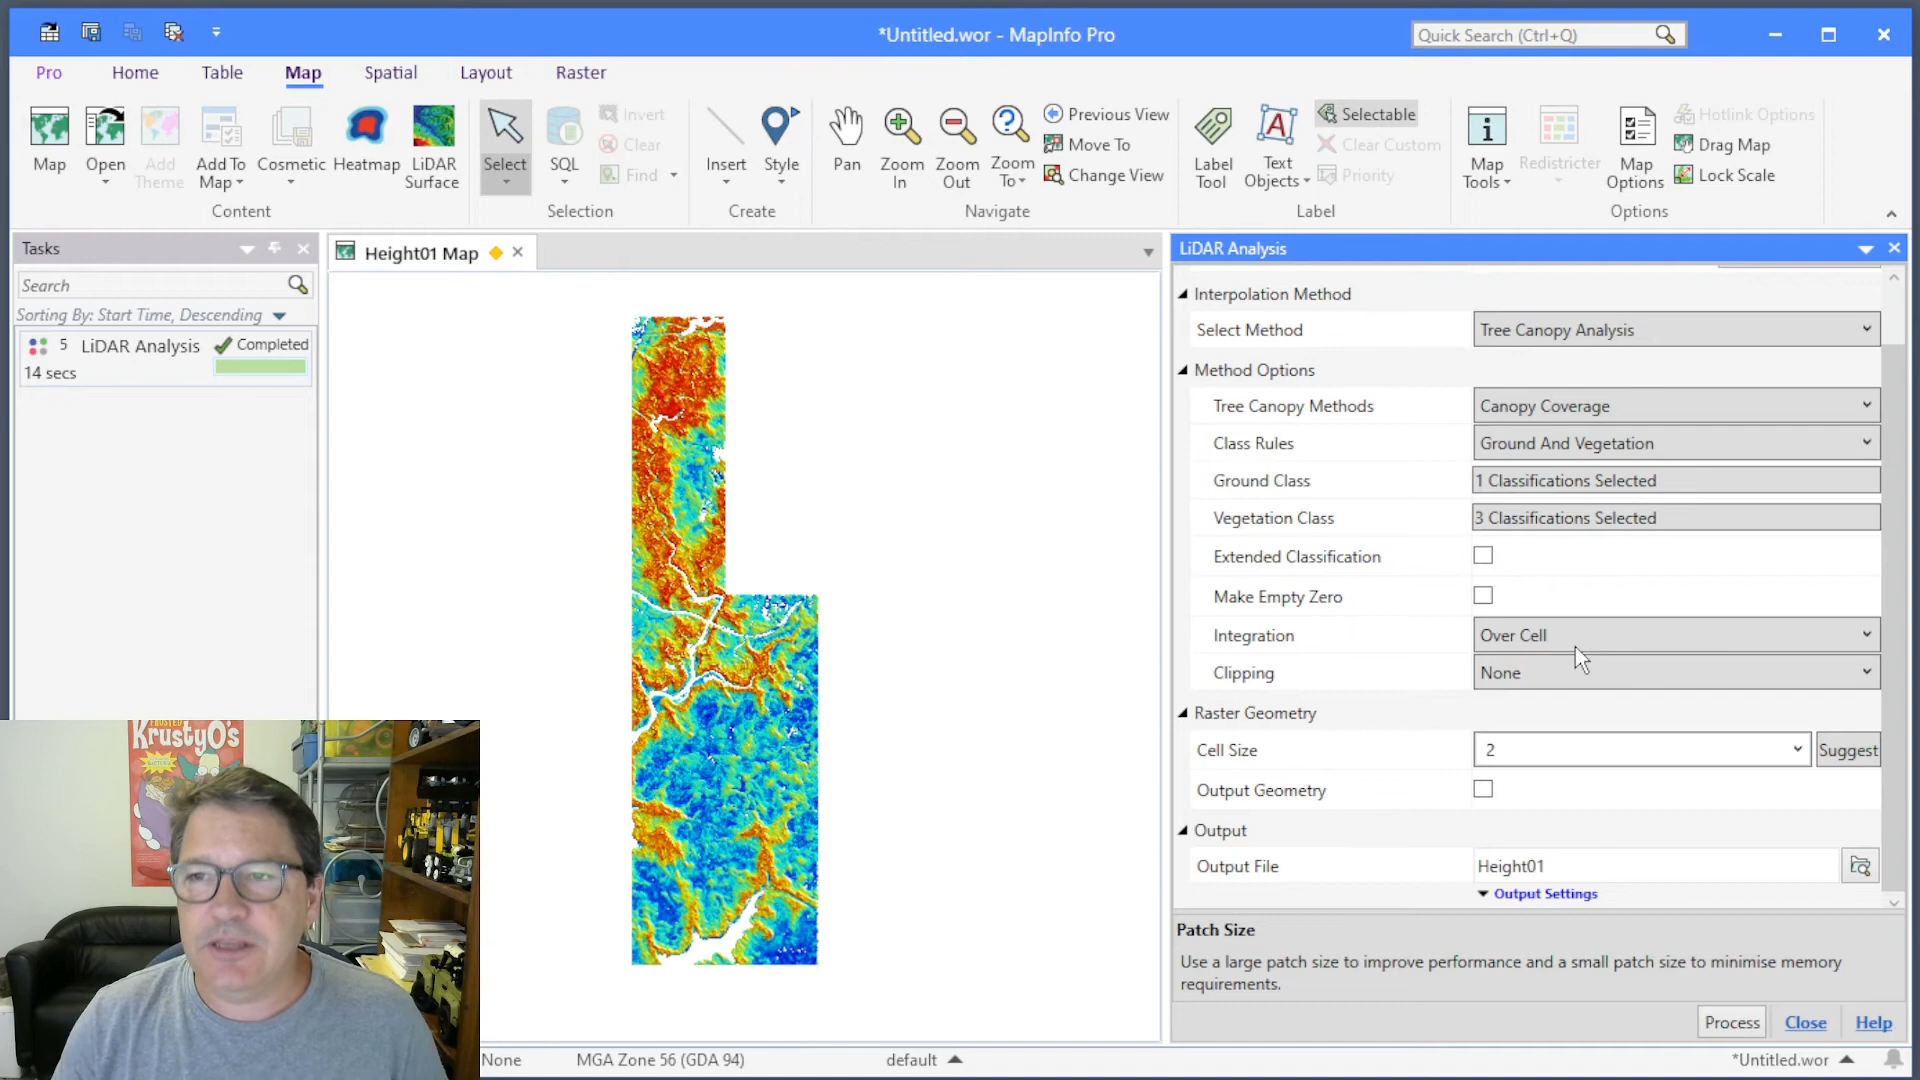 *Untitled.wor - MapInfo Pro
Quick Search (Ctrl+Q)
Pro
Home
Table
Map
Spatial
Layout
Raster
Map
Open
Add Theme
Add To Map
Cosmetic
Heatmap
LiDAR Surface
Content
Select
SQL
Invert
Clear
Find
Selection
Insert
Style
Create
Pan
Zoom In
Zoom Out
Zoom To
Previous View
Move To
Change View
Navigate
Label Tool
Text Objects
Selectable
Clear Custom
Priority
Label
Map Tools
Redistricter
Map Options
Hotlink Options
Drag Map
Lock Scale
Options
Tasks
Search
Sorting By: Start Time, Descending
5 LiDAR Analysis Completed
14 secs
Height01 Map
LiDAR Analysis
Interpolation Method
Select Method Tree Canopy Analysis
Method Options
Tree Canopy Methods Canopy Coverage
Class Rules Ground And Vegetation
Ground Class 1 Classifications Selected
Vegetation Class 3 Classifications Selected
Extended Classification
Make Empty Zero
Integration Over Cell
Clipping None
Raster Geometry
Cell Size 2 Suggest
Output Geometry
Output
Output File Height01
Output Settings
Patch Size
Use a large patch size to improve performance and a small patch size to minimise memory
requirements.
Process Close Help
FROSTED
KrustyO's
None MGA Zone 56 (GDA 94) default *Untitled.wor